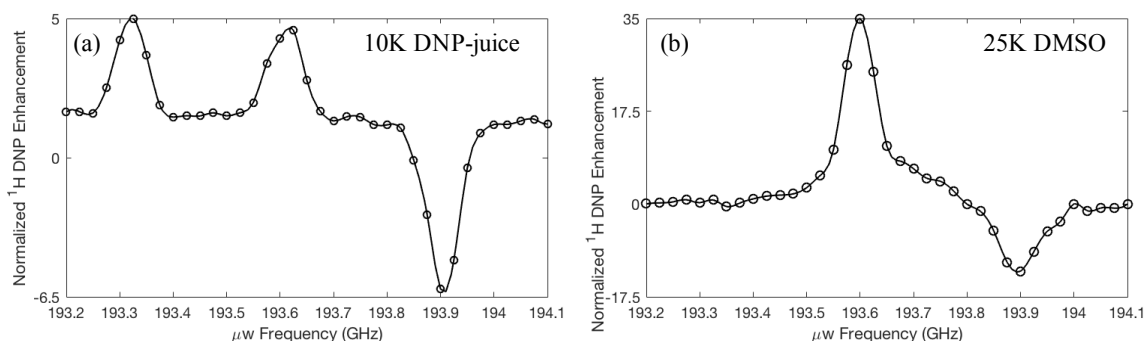 5
(a)
10K DNP-juice
0
-6.5
193.2 193.3 193.4 193.5 193.6 193.7 193.8 193.9 194 194.1
μw Frequency (GHz)
Normalized ¹H DNP Enhancement
35
(b)
25K DMSO
17.5
0
-17.5
193.2 193.3 193.4 193.5 193.6 193.7 193.8 193.9 194 194.1
μw Frequency (GHz)
Normalized ¹H DNP Enhancement